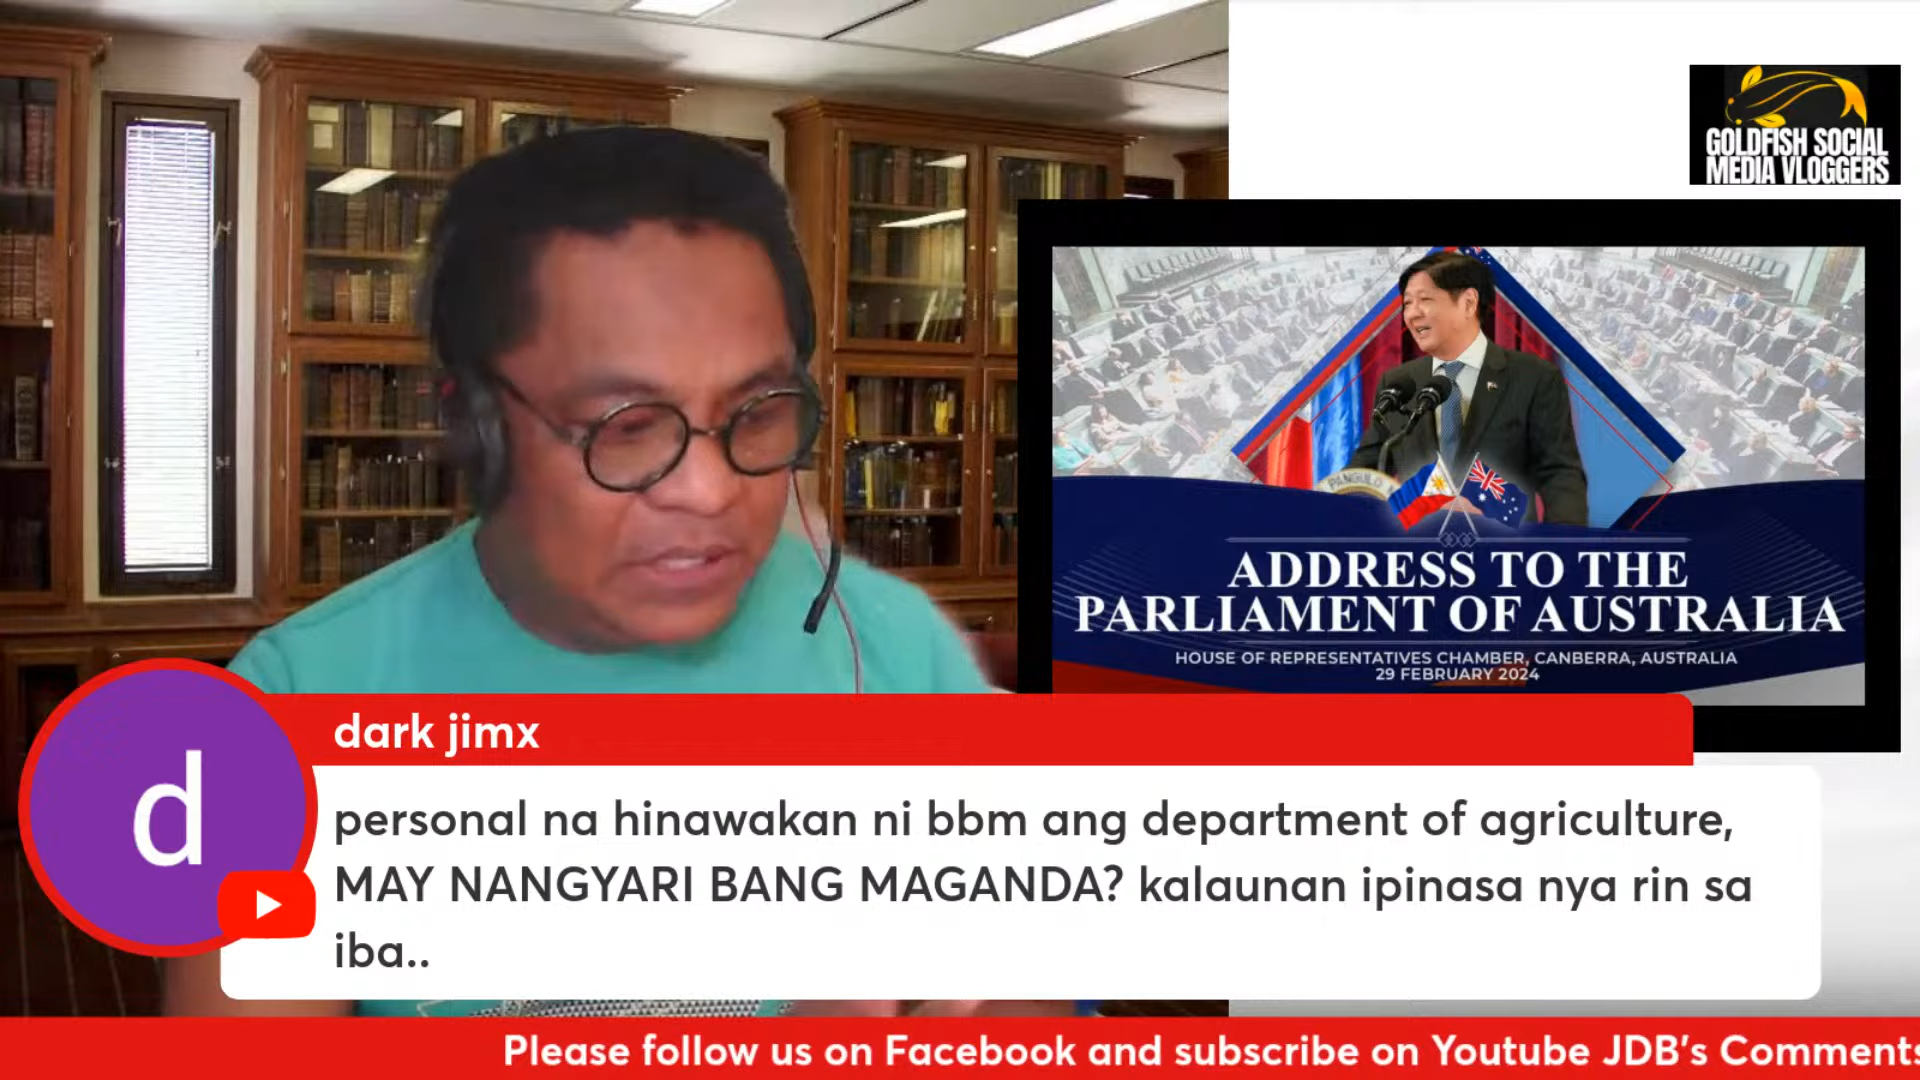 GOLDFISH SOCIAL
MEDIA VLOGGERS
PANGULO
ADDRESS TO THE
PARLIAMENT OF AUSTRALIA
HOUSE OF REPRESENTATIVES CHAMBER, CANBERRA, AUSTRALIA
29 FEBRUARY 2024
d
dark jimx
personal na hinawakan ni bbm ang department of agriculture,
MAY NANGYARI BANG MAGANDA? kalaunan ipinasa nya rin sa
iba..
Please follow us on Facebook and subscribe on Youtube JDB's Comments